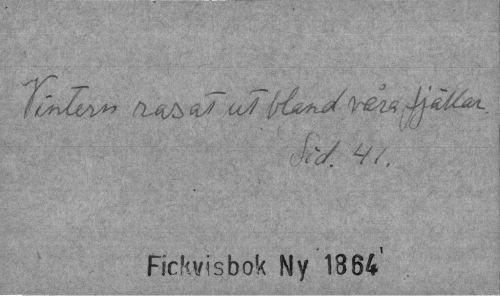 Vintern rasat ut bland våra fjällar.
Sid. 41.
Fickvisbok Ny 1864